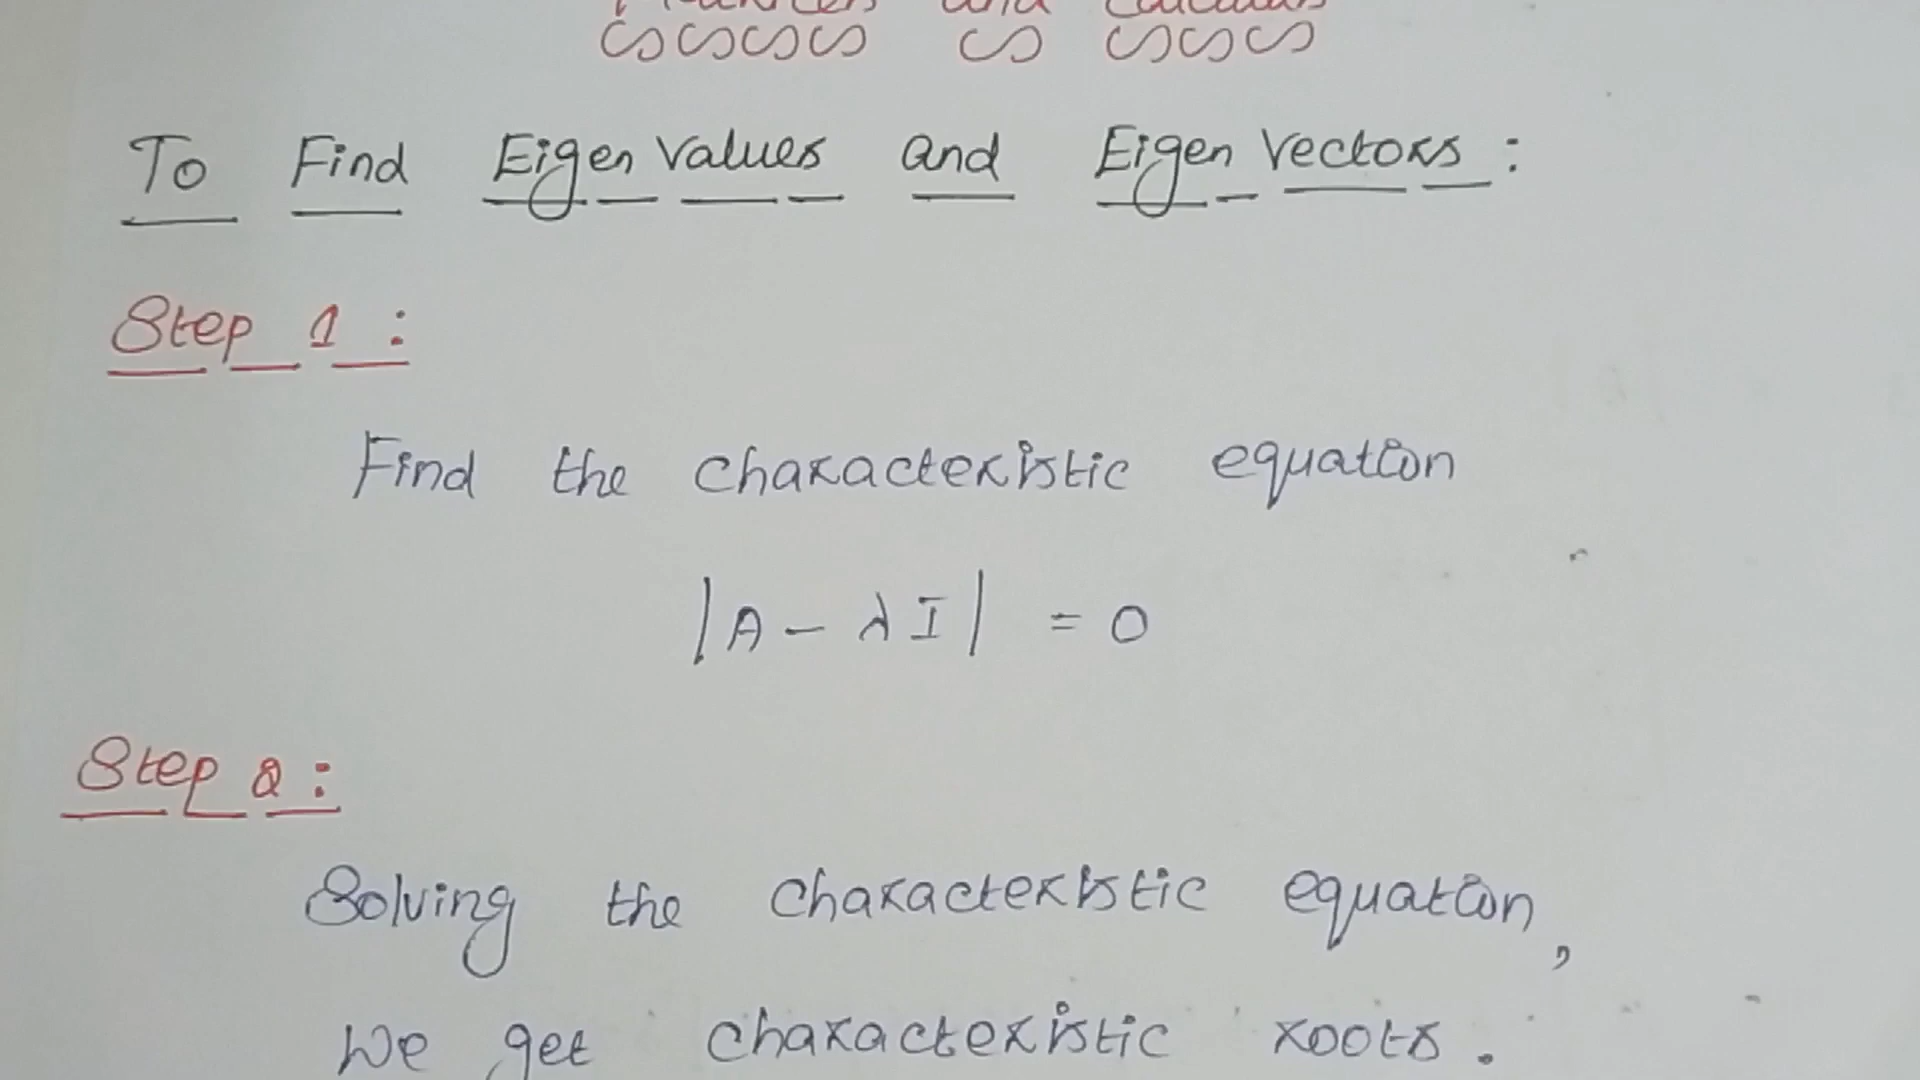 and
To Find Eigen values and Eigen Vectors :
Step 1 :
Find the characteristic equation
|A - λI| = 0
Step 2 :
Solving the characteristic equation,
We get characteristic roots.